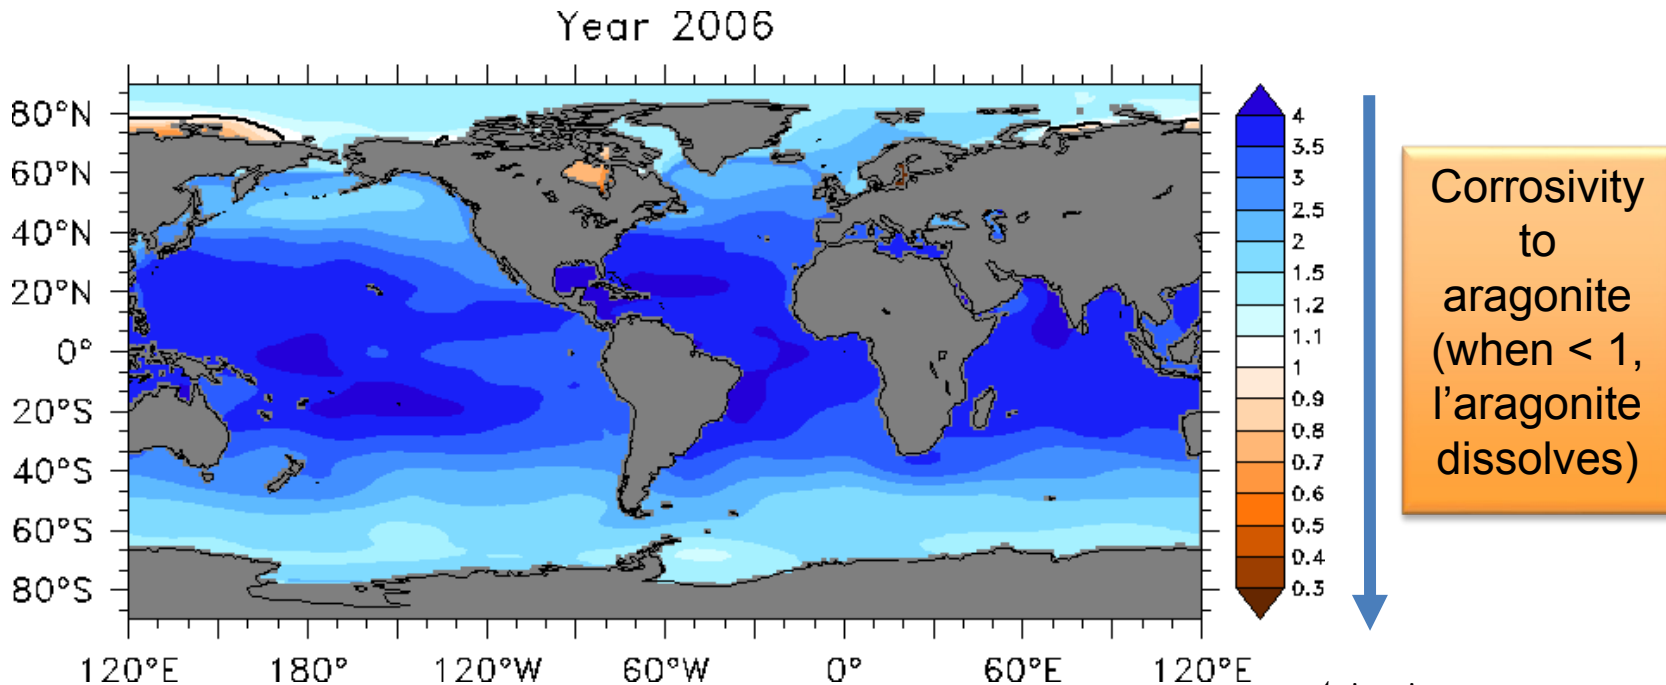 Year 2006
80°N
60°N
40°N
20°N
0°
20°S
40°S
60°S
80°S
120°E
180°
120°W
60°W
0°
60°E
120°E
4
3.5
3
2.5
2
1.5
1.2
1.1
1
0.9
0.8
0.7
0.6
0.5
0.4
0.3
Corrosivity
to
aragonite
(when < 1,
l’aragonite
dissolves)